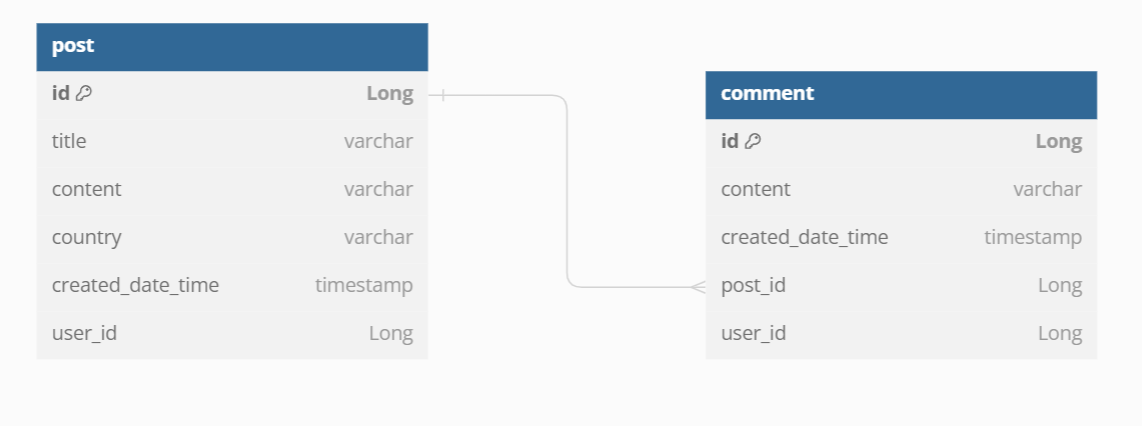 post
id Long
title varchar
content varchar
country varchar
created_date_time timestamp
user_id Long
comment
id Long
content varchar
created_date_time timestamp
post_id Long
user_id Long